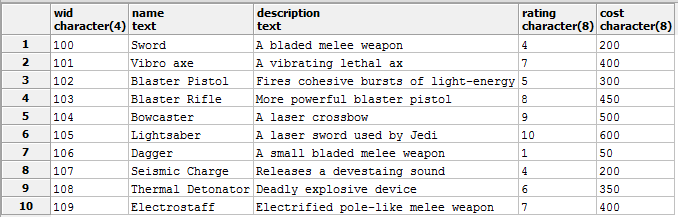 wid name description rating cost
character(4) text text character(8) character(8)
1 100 Sword A bladed melee weapon 4 200
2 101 Vibro axe A vibrating lethal ax 7 400
3 102 Blaster Pistol Fires cohesive bursts of light-energy 5 300
4 103 Blaster Rifle More powerful blaster pistol 8 450
5 104 Bowcaster A laser crossbow 9 500
6 105 Lightsaber A laser sword used by Jedi 10 600
7 106 Dagger A small bladed melee weapon 1 50
8 107 Seismic Charge Releases a devestaing sound 4 200
9 108 Thermal Detonator Deadly explosive device 6 350
10 109 Electrostaff Electrified pole-like melee weapon 7 400